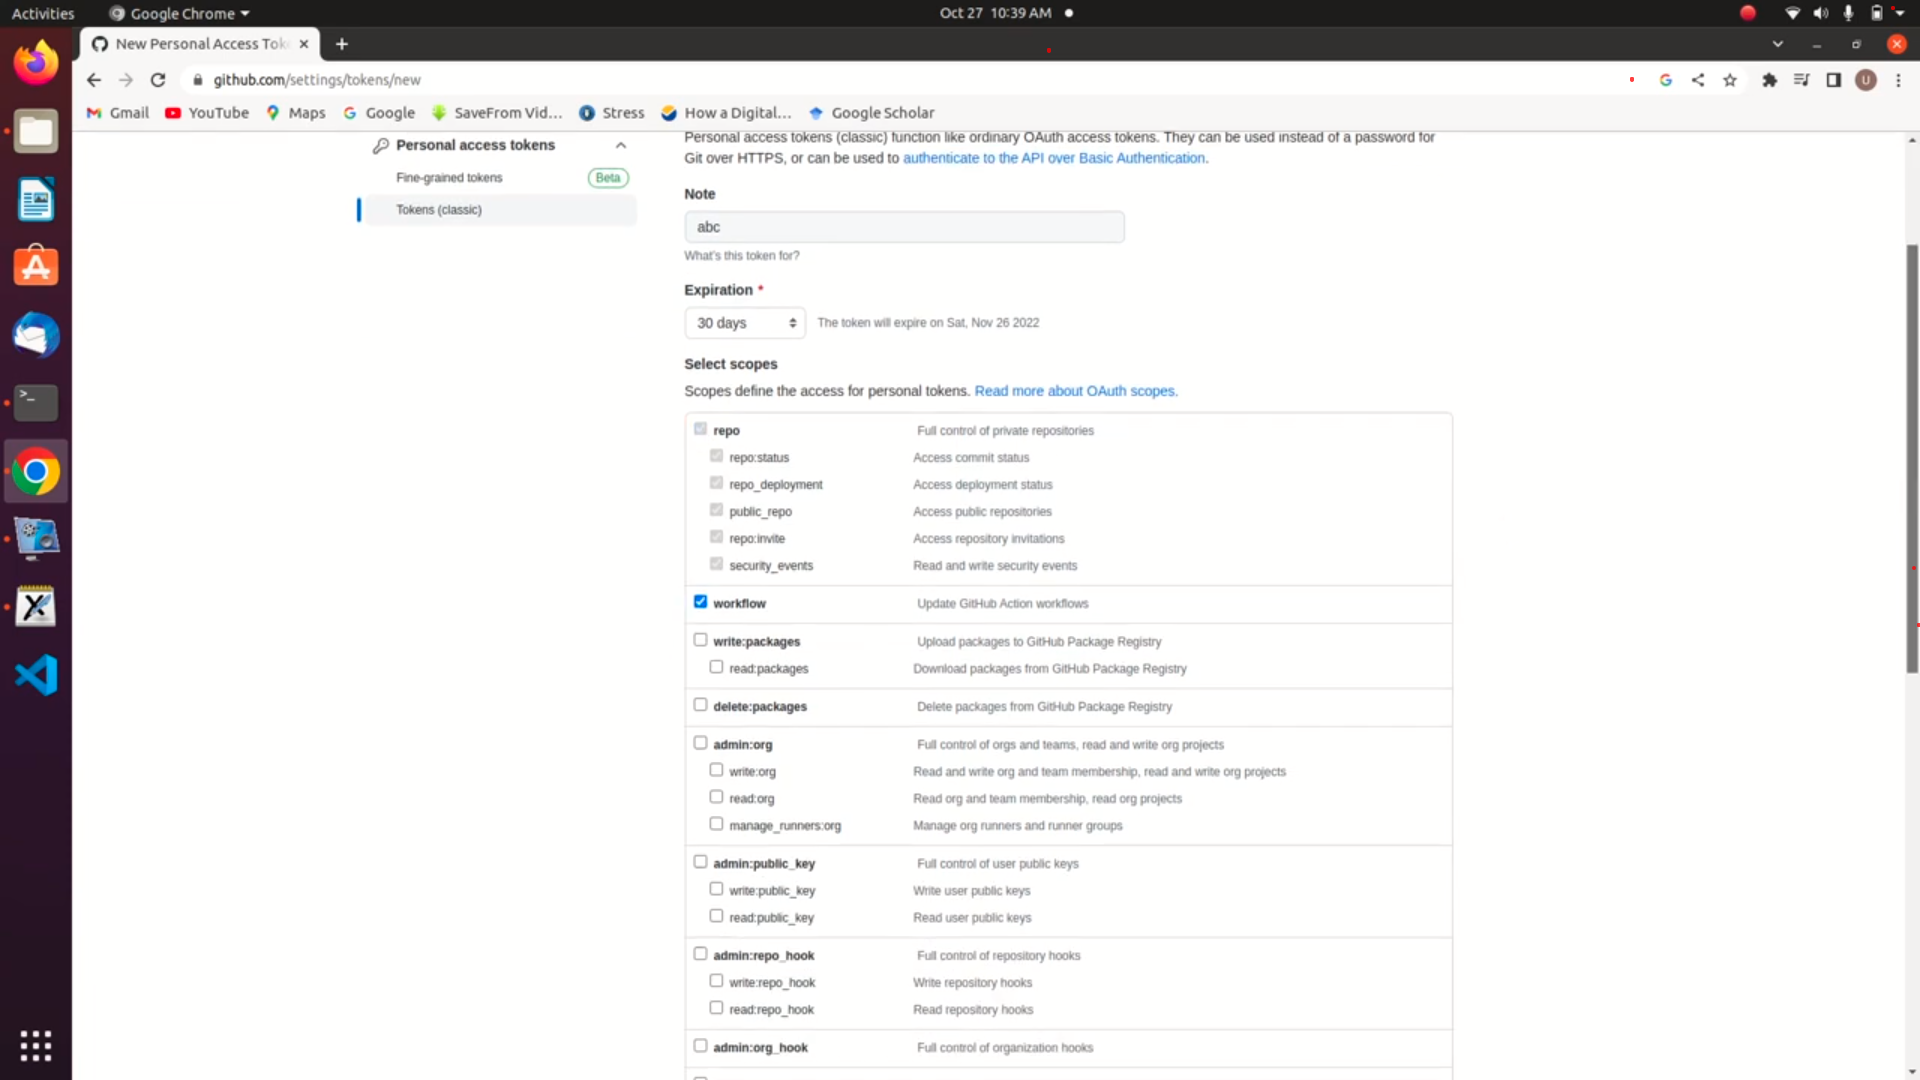 Activities
Google Chrome
Oct 27 10:39 AM
New Personal Access Tok
github.com/settings/tokens/new
U
Gmail
YouTube
Maps
Google
SaveFrom Vid...
Stress
How a Digital...
Google Scholar
Personal access tokens
Fine-grained tokens
Beta
Tokens (classic)
Personal access tokens (classic) function like ordinary OAuth access tokens. They can be used instead of a password for
Git over HTTPS, or can be used to authenticate to the API over Basic Authentication.
Note
abc
What's this token for?
Expiration *
30 days
The token will expire on Sat, Nov 26 2022
Select scopes
Scopes define the access for personal tokens. Read more about OAuth scopes.
repo Full control of private repositories
repo:status Access commit status
repo_deployment Access deployment status
public_repo Access public repositories
repo:invite Access repository invitations
security_events Read and write security events
workflow Update GitHub Action workflows
write:packages Upload packages to GitHub Package Registry
read:packages Download packages from GitHub Package Registry
delete:packages Delete packages from GitHub Package Registry
admin:org Full control of orgs and teams, read and write org projects
write:org Read and write org and team membership, read and write org projects
read:org Read org and team membership, read org projects
manage_runners:org Manage org runners and runner groups
admin:public_key Full control of user public keys
write:public_key Write user public keys
read:public_key Read user public keys
admin:repo_hook Full control of repository hooks
write:repo_hook Write repository hooks
read:repo_hook Read repository hooks
admin:org_hook Full control of organization hooks